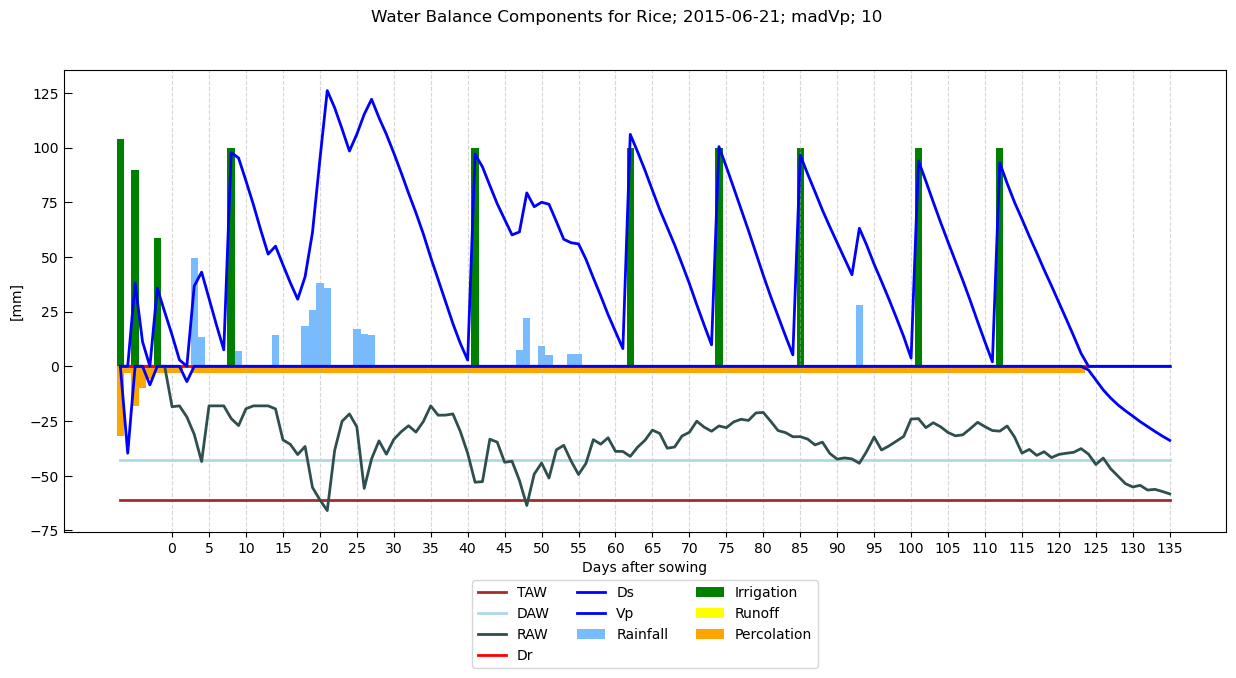 Water Balance Components for Rice; 2015-06-21; madVp; 10
125
100
75
50
25
0
−25
−50
−75
[mm]
0 5 10 15 20 25 30 35 40 45 50 55 60 65 70 75 80 85 90 95 100 105 110 115 120 125 130 135
Days after sowing
TAW Ds Irrigation
DAW Vp Runoff
RAW Rainfall Percolation
Dr